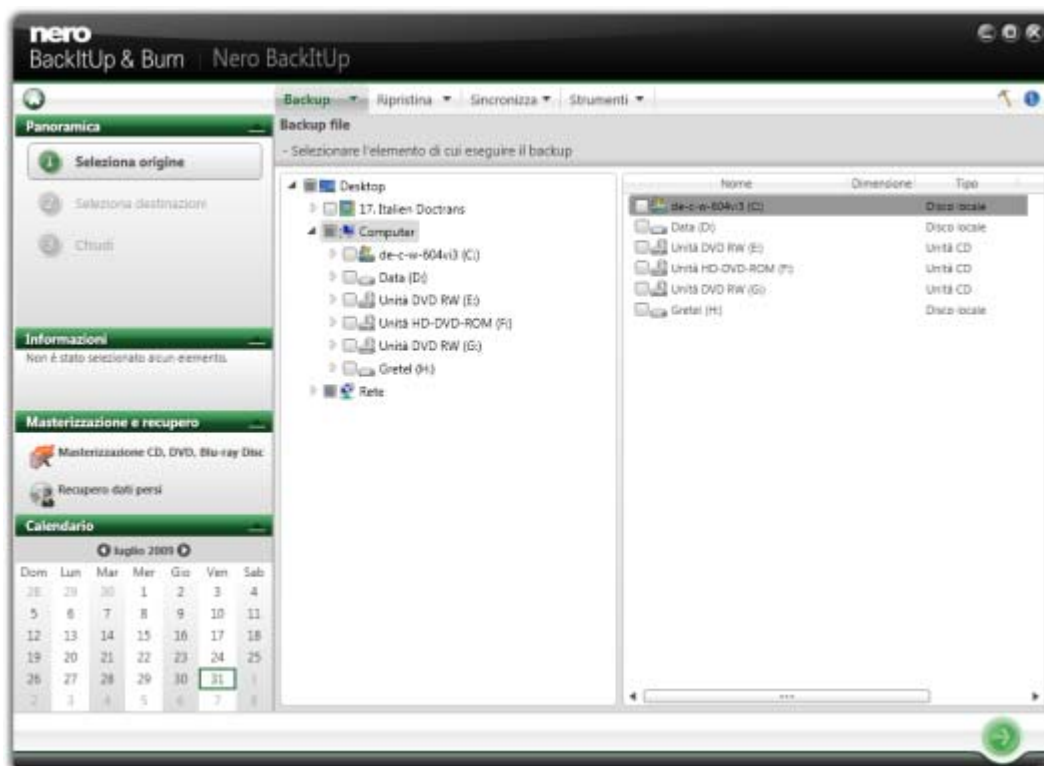 nero
BackItUp & Burn | Nero BackItUp
Backup Ripristina Sincronizza Strumenti
Panoramica
Backup file
- Selezionare l'elemento di cui eseguire il backup
1 Seleziona origine
2 Seleziona destinazioni
3 Chiudi
Informazioni
Non è stato selezionato alcun elemento.
Masterizzazione e recupero
Masterizzazione CD, DVD, Blu-ray Disc
Recupero dati persi
Calendario
luglio 2009
Dom Lun Mar Mer Gio Ven Sab
28 29 30 1 2 3 4
5 6 7 8 9 10 11
12 13 14 15 16 17 18
19 20 21 22 23 24 25
26 27 28 29 30 31 1
2 3 4 5 6 7 8
Desktop
17. Italien Doctrans
Computer
de-c-w-604vi3 (C:)
Data (D:)
Unità DVD RW (E:)
Unità HD-DVD-ROM (F:)
Unità DVD RW (G:)
Gretel (H:)
Rete
Nome Dimensione Tipo
de-c-w-604vi3 (C:) Disco locale
Data (D:) Disco locale
Unità DVD RW (E:) Unità CD
Unità HD-DVD-ROM (F:) Unità CD
Unità DVD RW (G:) Unità CD
Gretel (H:) Disco locale